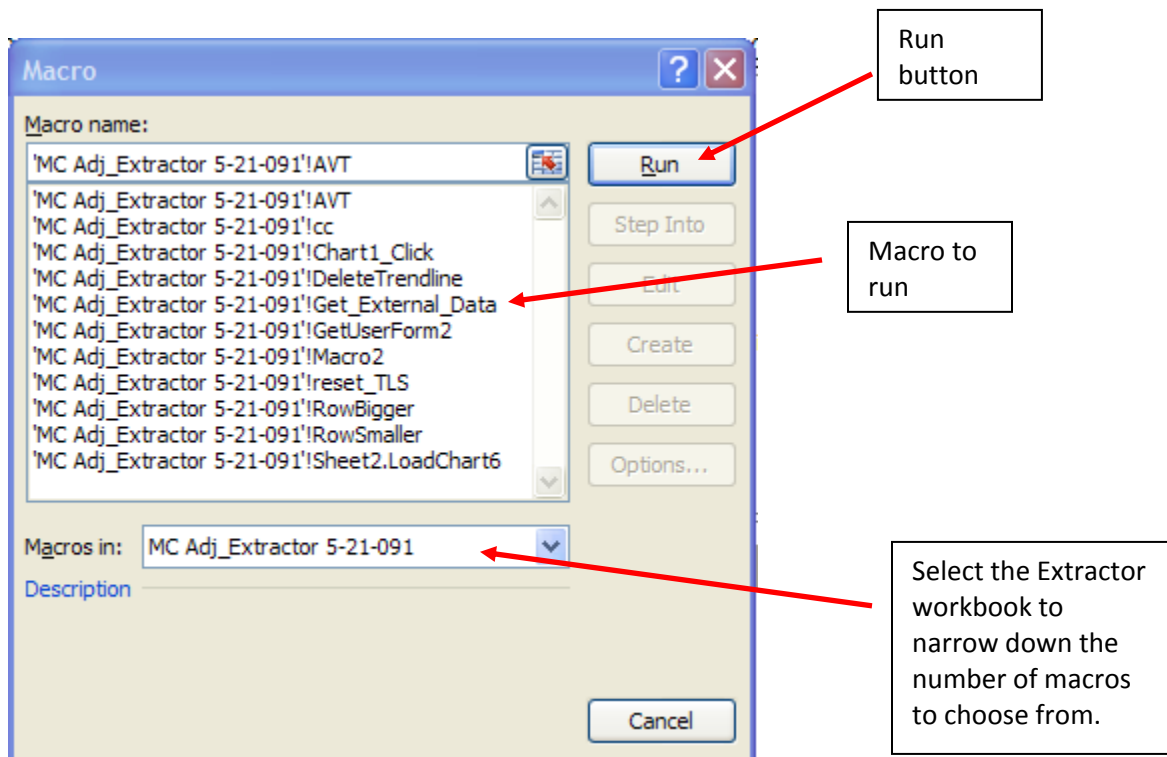 Run
button
Macro
Macro name:
'MC Adj_Extractor 5-21-091'!AVT
Run
'MC Adj_Extractor 5-21-091'!AVT
'MC Adj_Extractor 5-21-091'!cc
'MC Adj_Extractor 5-21-091'!Chart1_Click
'MC Adj_Extractor 5-21-091'!DeleteTrendline
'MC Adj_Extractor 5-21-091'!Get_External_Data
'MC Adj_Extractor 5-21-091'!GetUserForm2
'MC Adj_Extractor 5-21-091'!Macro2
'MC Adj_Extractor 5-21-091'!reset_TLS
'MC Adj_Extractor 5-21-091'!RowBigger
'MC Adj_Extractor 5-21-091'!RowSmaller
'MC Adj_Extractor 5-21-091'!Sheet2.LoadChart6
Step Into
Edit
Create
Delete
Options...
Macro to
run
Macros in: MC Adj_Extractor 5-21-091
Description
Cancel
Select the Extractor
workbook to
narrow down the
number of macros
to choose from.